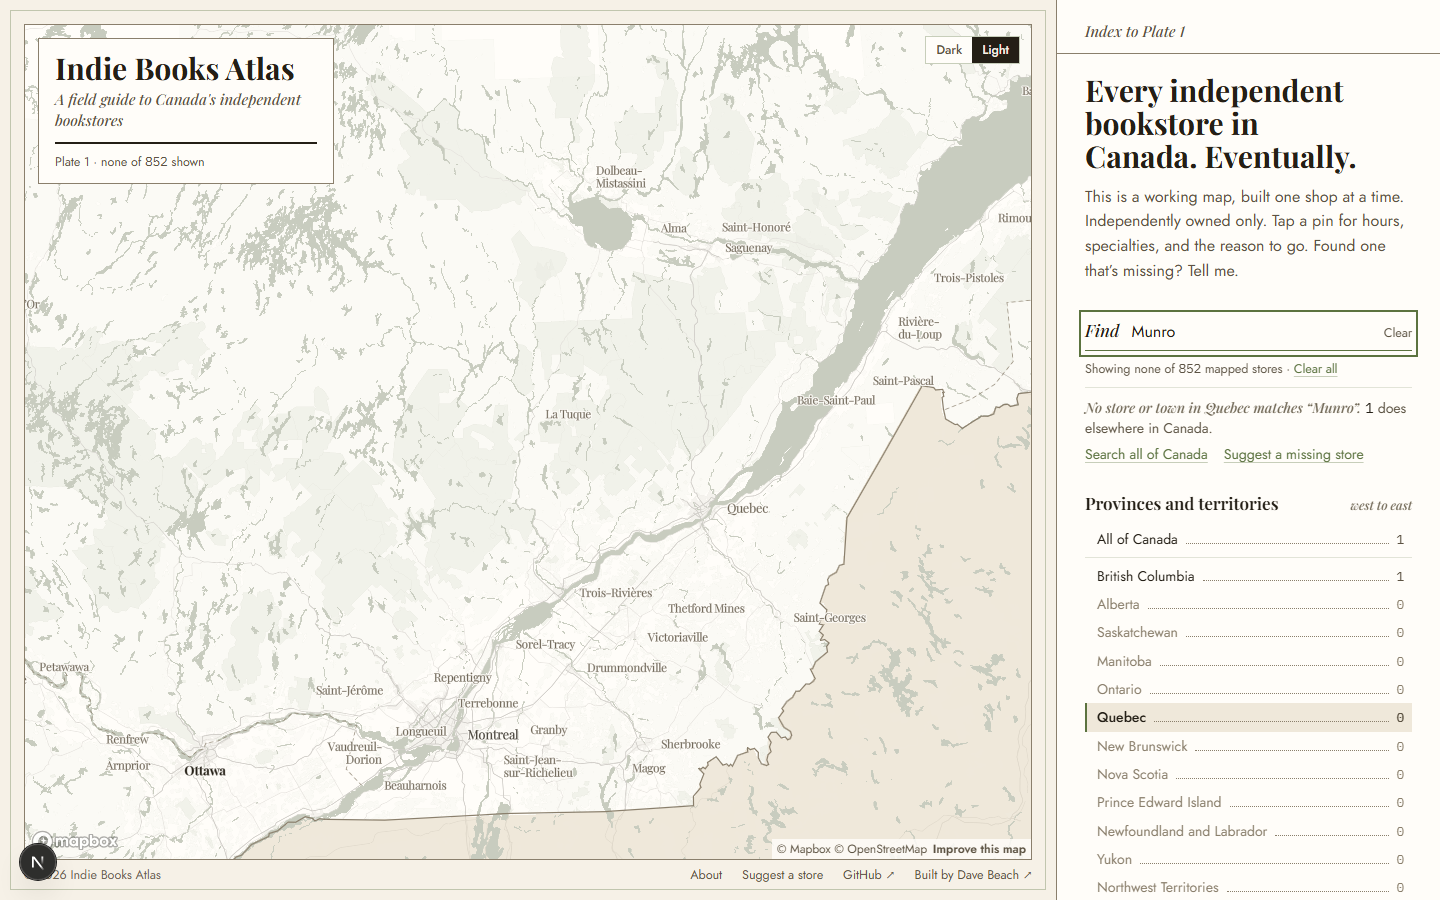 Indie Books Atlas
A field guide to Canada's independent
bookstores
Plate 1 · none of 852 shown
Dark
Light
Dolbeau-
Mistassini
Alma
Saint-Honoré
Saguenay
Trois-Pistoles
Rivière-
du-Loup
Saint-Pascal
Baie-Saint-Paul
La Tuque
Quebec
Trois-Rivières
Thetford Mines
Saint-Georges
Victoriaville
Sorel-Tracy
Drummondville
Petawawa
Repentigny
Saint-Jérôme
Terrebonne
Longueuil
Montreal
Granby
Renfrew
Vaudreuil-
Dorion
Sherbrooke
Arnprior
Ottawa
Saint-Jean-
sur-Richelieu
Magog
Beauharnois
mapbox
© Mapbox © OpenStreetMap Improve this map
N
26 Indie Books Atlas
About
Suggest a store
GitHub ↗
Built by Dave Beach ↗
Index to Plate 1
Every independent
bookstore in
Canada. Eventually.
This is a working map, built one shop at a time.
Independently owned only. Tap a pin for hours,
specialties, and the reason to go. Found one
that's missing? Tell me.
Find Munro Clear
Showing none of 852 mapped stores · Clear all
No store or town in Quebec matches “Munro”. 1 does
elsewhere in Canada.
Search all of Canada Suggest a missing store
Provinces and territories west to east
All of Canada 1
British Columbia 1
Alberta 0
Saskatchewan 0
Manitoba 0
Ontario 0
Quebec 0
New Brunswick 0
Nova Scotia 0
Prince Edward Island 0
Newfoundland and Labrador 0
Yukon 0
Northwest Territories 0